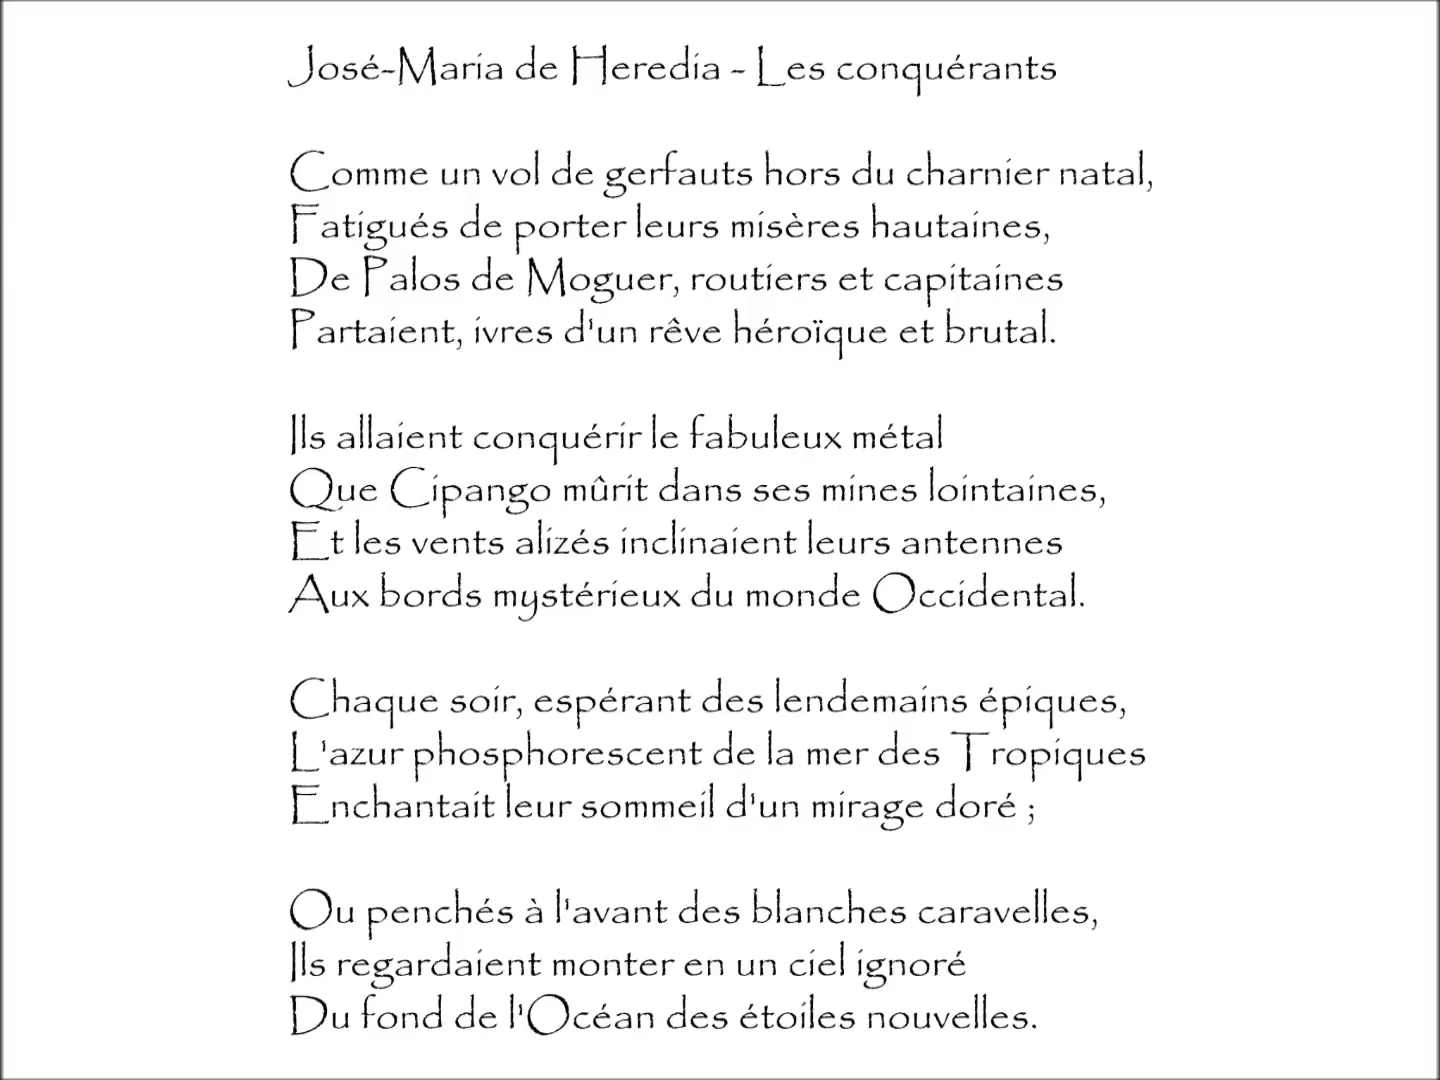 José-Maria de Heredia - Les conquérants
Comme un vol de gerfauts hors du charnier natal,
Fatigués de porter leurs misères hautaines,
De Palos de Moguer, routiers et capitaines
Partaient, ivres d'un rêve héroïque et brutal.
Ils allaient conquérir le fabuleux métal
Que Cipango mûrit dans ses mines lointaines,
Et les vents alizés inclinaient leurs antennes
Aux bords mystérieux du monde Occidental.
Chaque soir, espérant des lendemains épiques,
L'azur phosphorescent de la mer des Tropiques
Enchantait leur sommeil d'un mirage doré ;
Ou penchés à l'avant des blanches caravelles,
Ils regardaient monter en un ciel ignoré
Du fond de l'Océan des étoiles nouvelles.